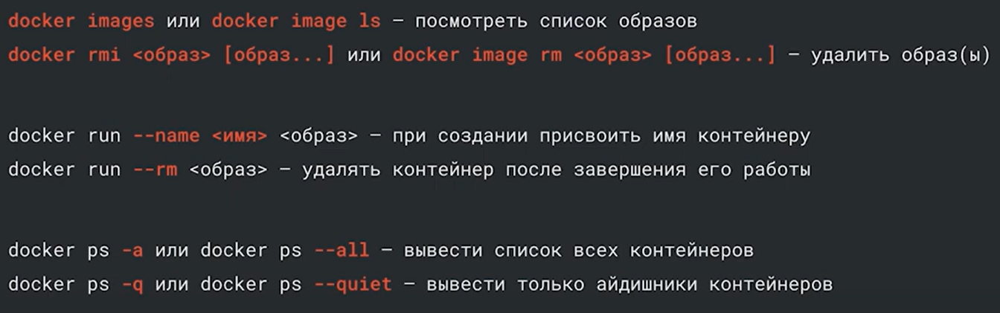 docker images или docker image ls — посмотреть список образов
docker rmi <образ> [образ...] или docker image rm <образ> [образ...] — удалить образ(ы)
docker run --name <имя> <образ> — при создании присвоить имя контейнеру
docker run --rm <образ> — удалять контейнер после завершения его работы
docker ps -a или docker ps --all — вывести список всех контейнеров
docker ps -q или docker ps --quiet — вывести только айдишники контейнеров